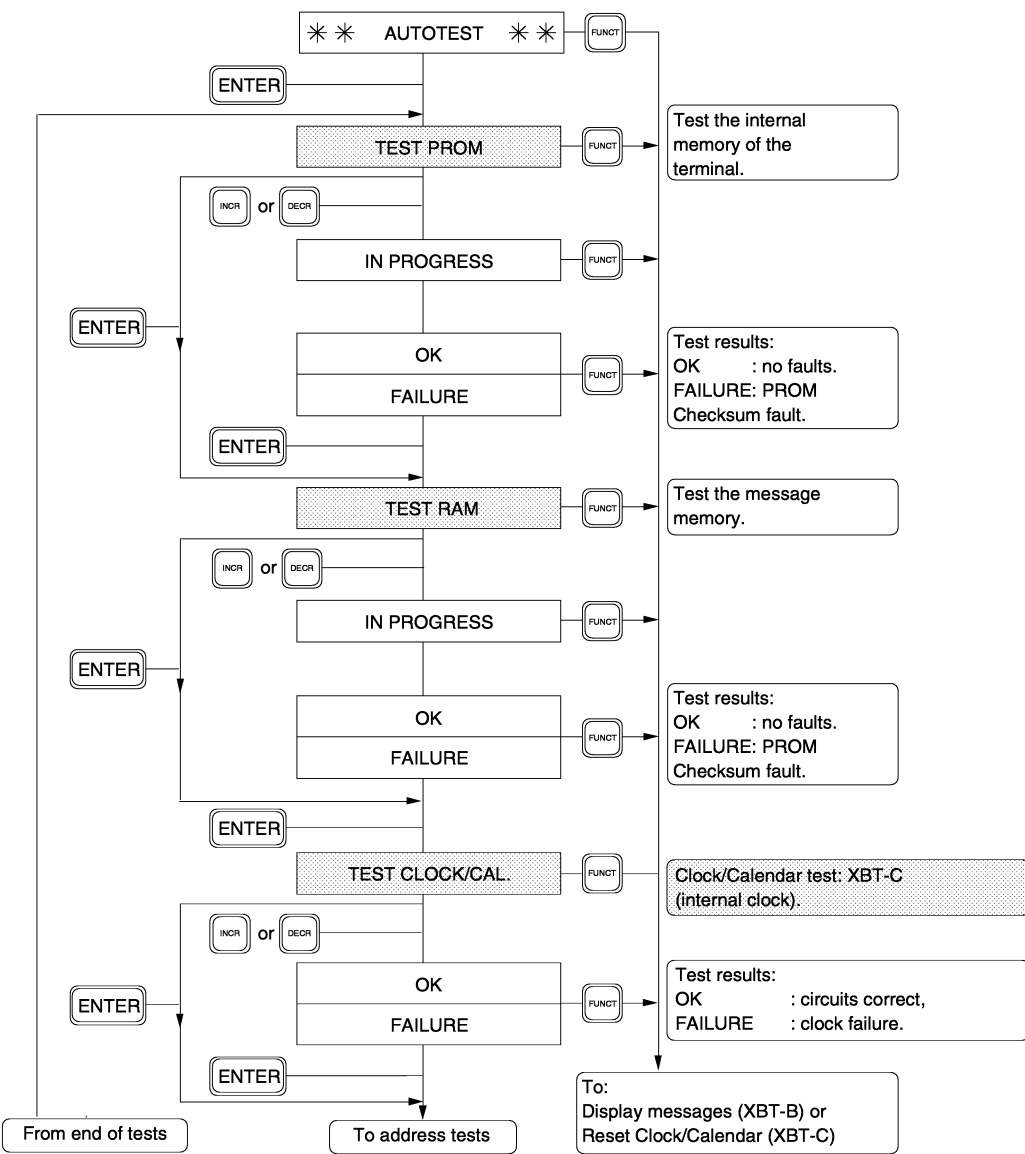 ** AUTOTEST ** FUNCT
ENTER
TEST PROM FUNCT
Test the internal
memory of the
terminal.
INCR or DECR
IN PROGRESS FUNCT
ENTER
OK
FAILURE
FUNCT
Test results:
OK : no faults.
FAILURE: PROM
Checksum fault.
ENTER
TEST RAM FUNCT
Test the message
memory.
INCR or DECR
IN PROGRESS FUNCT
ENTER
OK
FAILURE
FUNCT
Test results:
OK : no faults.
FAILURE: PROM
Checksum fault.
ENTER
TEST CLOCK/CAL. FUNCT
Clock/Calendar test: XBT-C
(internal clock).
INCR or DECR
ENTER
OK
FAILURE
FUNCT
Test results:
OK : circuits correct,
FAILURE : clock failure.
ENTER
From end of tests
To address tests
To:
Display messages (XBT-B) or
Reset Clock/Calendar (XBT-C)